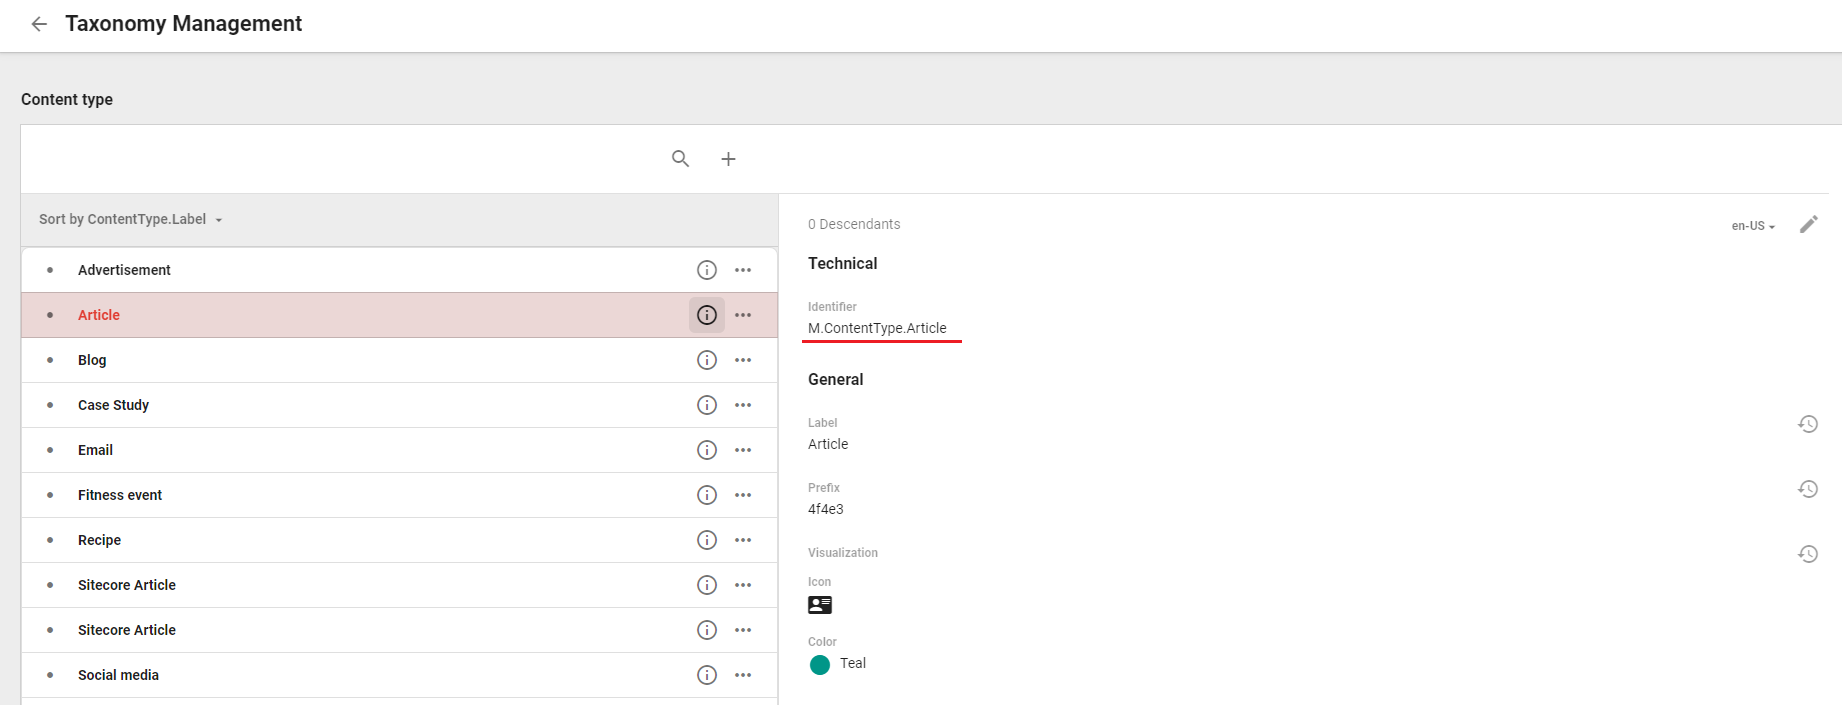 Taxonomy Management
Content type
Sort by ContentType.Label
Advertisement
Article
Blog
Case Study
Email
Fitness event
Recipe
Sitecore Article
Sitecore Article
Social media
0 Descendants
en-US
Technical
Identifier
M.ContentType.Article
General
Label
Article
Prefix
4f4e3
Visualization
Icon
Color
Teal